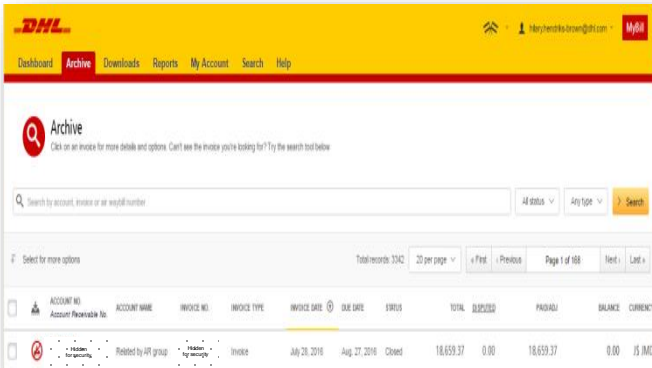 DHL
hilary.hendriks-brown@dhl.com
MyBill
Dashboard Archive Downloads Reports My Account Search Help
Archive
Click on an invoice for more details and options. Can't see the invoice you're looking for? Try the search tool below
Search by account, invoice or air waybill number
All status Any type Search
Select for more options
Total records: 3342 20 per page « First ‹ Previous Page 1 of 168 Next › Last »
ACCOUNT NO.
Account Receivable No.
ACCOUNT NAME INVOICE NO. INVOICE TYPE INVOICE DATE DUE DATE STATUS TOTAL DISPUTED PAID/ADJ BALANCE CURRENCY
Hidden
for security
Related by AR group
Hidden
for security
Invoice July 28, 2016 Aug. 27, 2016 Closed 18,659.37 0.00 18,659.37 0.00